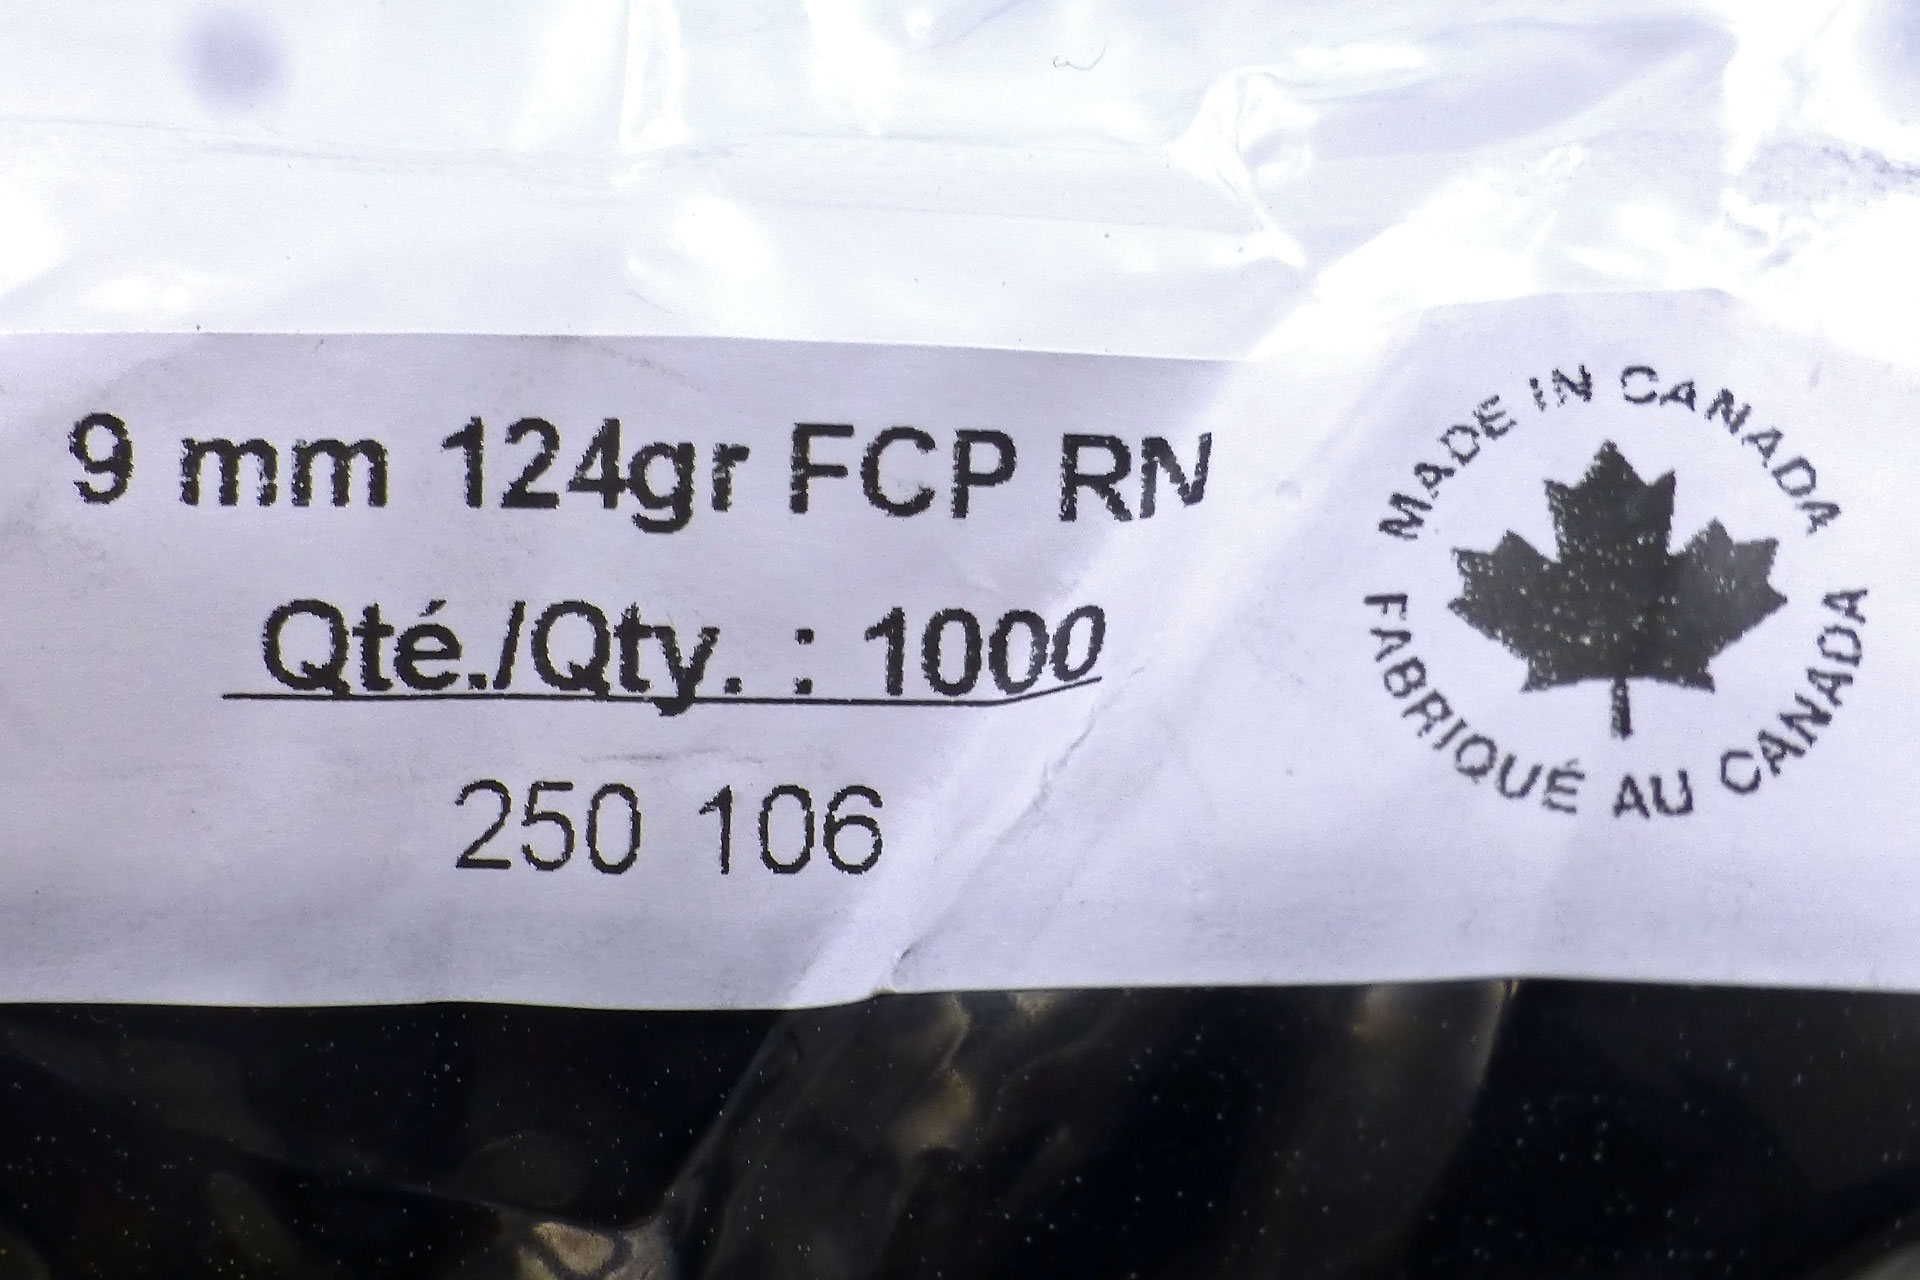 9 mm 124gr FCP RN
Qté./Qty. : 1000
250 106
MADE IN CANADA
FABRIQUÉ AU CANADA